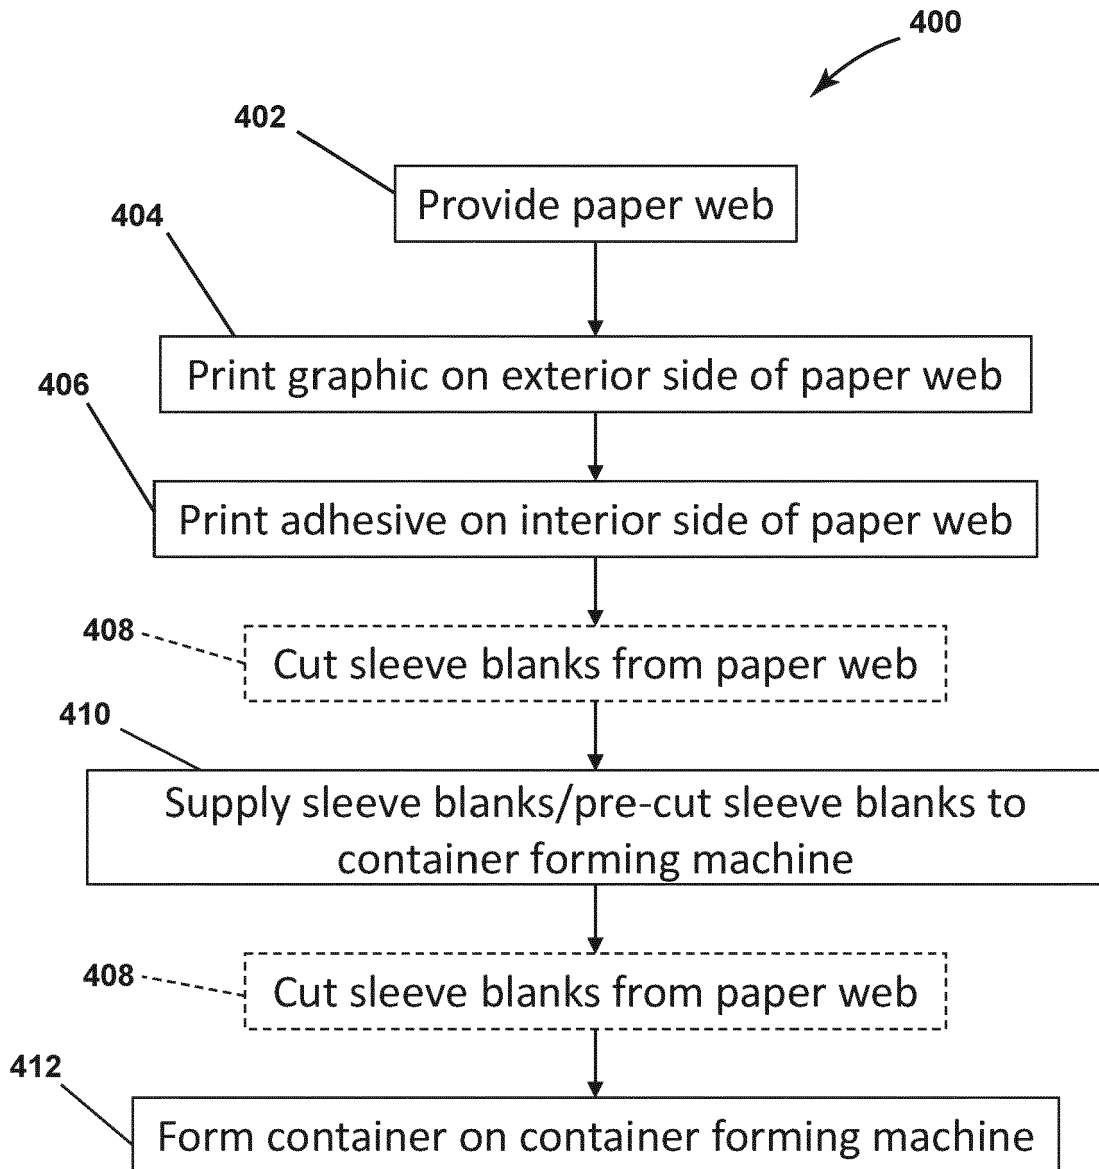 400
402
Provide paper web
404
Print graphic on exterior side of paper web
406
Print adhesive on interior side of paper web
408
Cut sleeve blanks from paper web
410
Supply sleeve blanks/pre-cut sleeve blanks to
container forming machine
408
Cut sleeve blanks from paper web
412
Form container on container forming machine